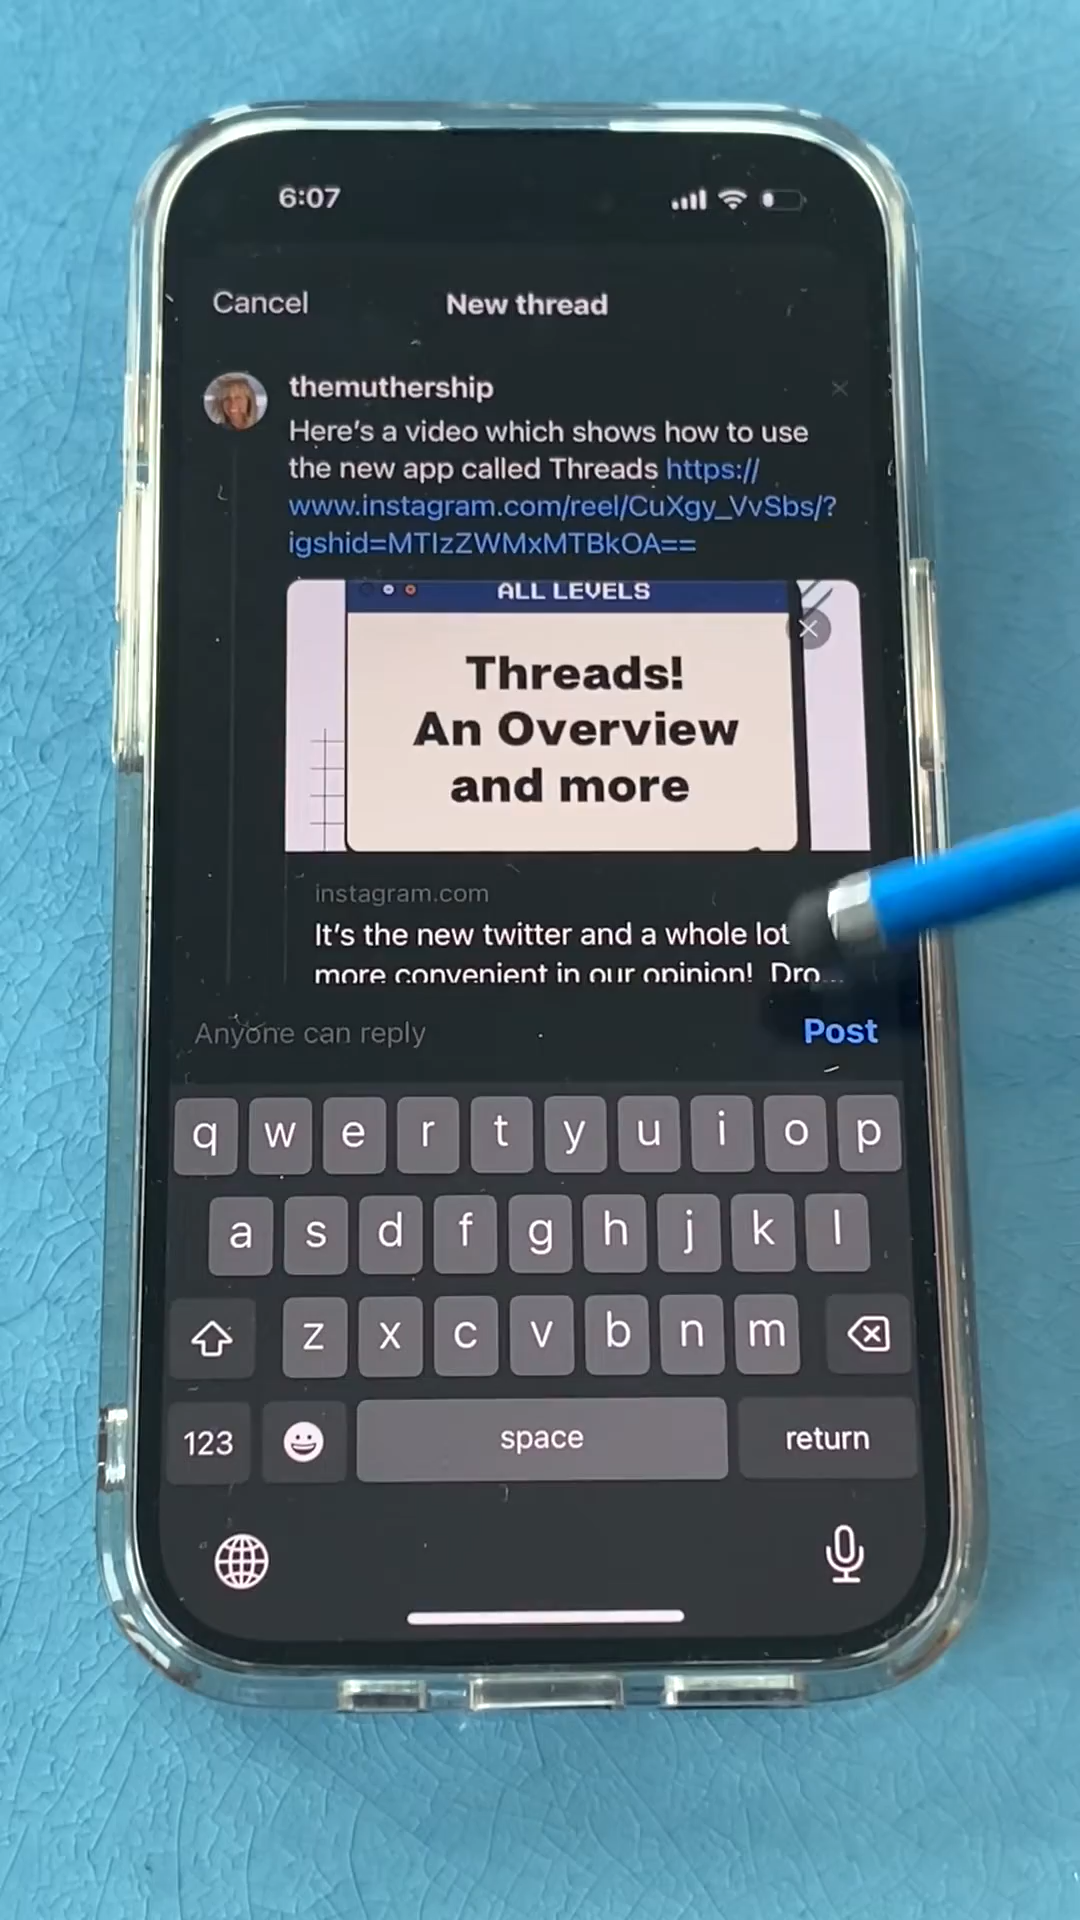 6:07
Cancel
New thread
themuthership
Here's a video which shows how to use
the new app called Threads https://
www.instagram.com/reel/CuXgy_VvSbs/?
igshid=MTIzZWMxMTBkOA==
ALL LEVELS
Threads!
An Overview
and more
instagram.com
It's the new twitter and a whole lot
more convenient in our opinion! Dro...
Anyone can reply
Post
q w e r t y u i o p
a s d f g h j k l
z x c v b n m
123
space
return